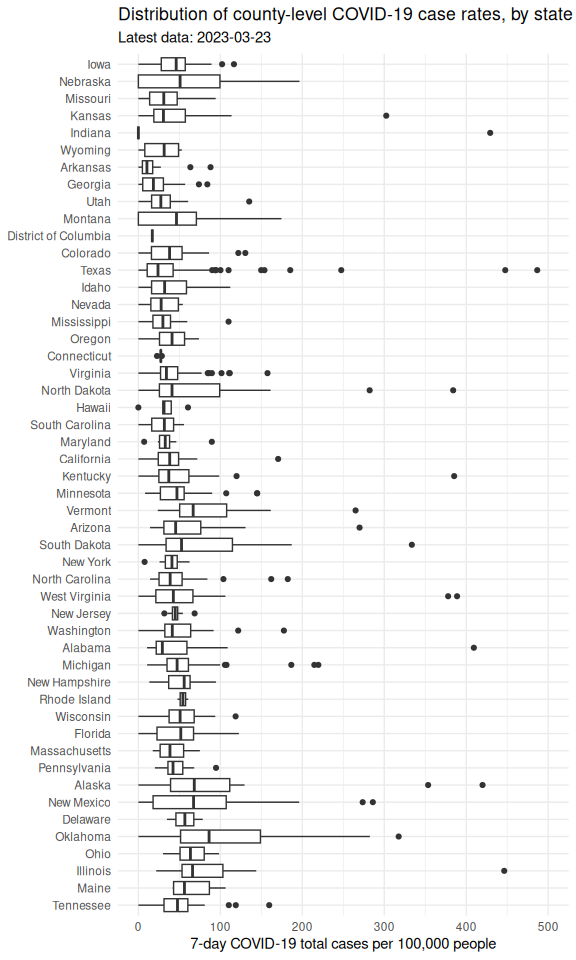 Distribution of county-level COVID-19 case rates, by state
Latest data: 2023-03-23
Iowa
Nebraska
Missouri
Kansas
Indiana
Wyoming
Arkansas
Georgia
Utah
Montana
District of Columbia
Colorado
Texas
Idaho
Nevada
Mississippi
Oregon
Connecticut
Virginia
North Dakota
Hawaii
South Carolina
Maryland
California
Kentucky
Minnesota
Vermont
Arizona
South Dakota
New York
North Carolina
West Virginia
New Jersey
Washington
Alabama
Michigan
New Hampshire
Rhode Island
Wisconsin
Florida
Massachusetts
Pennsylvania
Alaska
New Mexico
Delaware
Oklahoma
Ohio
Illinois
Maine
Tennessee
0 100 200 300 400 500
7-day COVID-19 total cases per 100,000 people